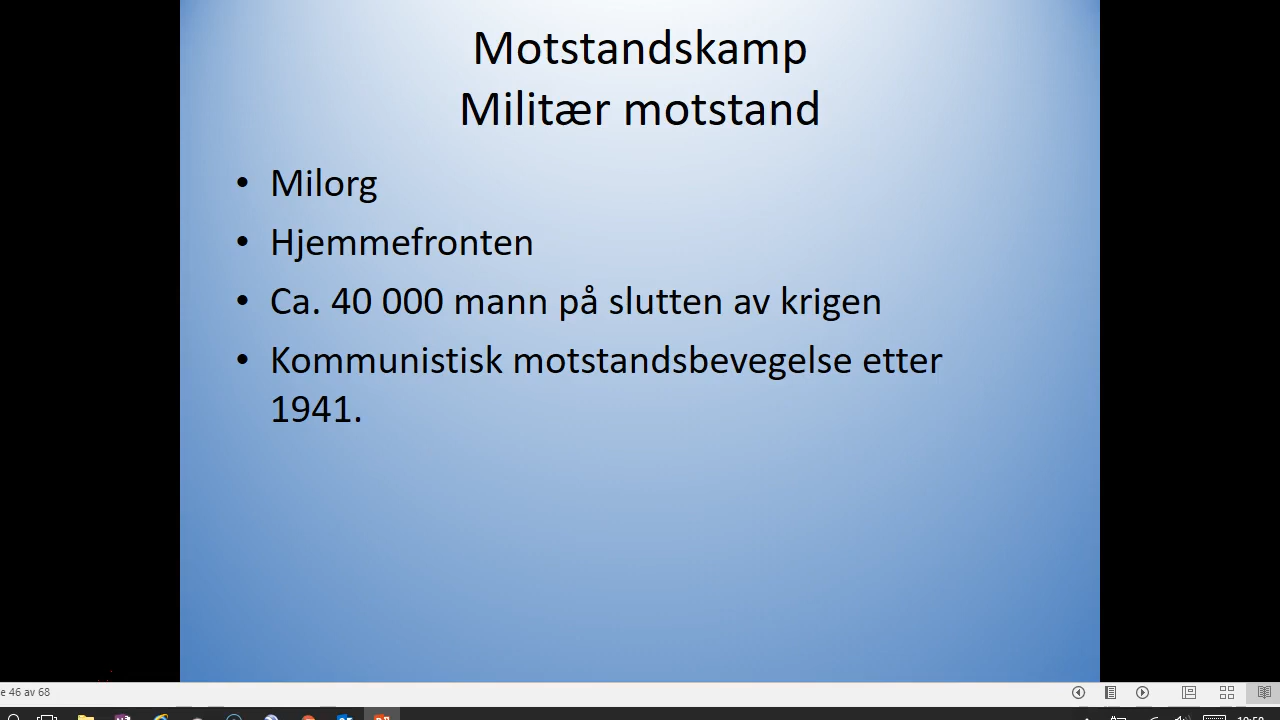 Motstandskamp
Militær motstand
• Milorg
• Hjemmefronten
• Ca. 40 000 mann på slutten av krigen
• Kommunistisk motstandsbevegelse etter
1941.
e 46 av 68